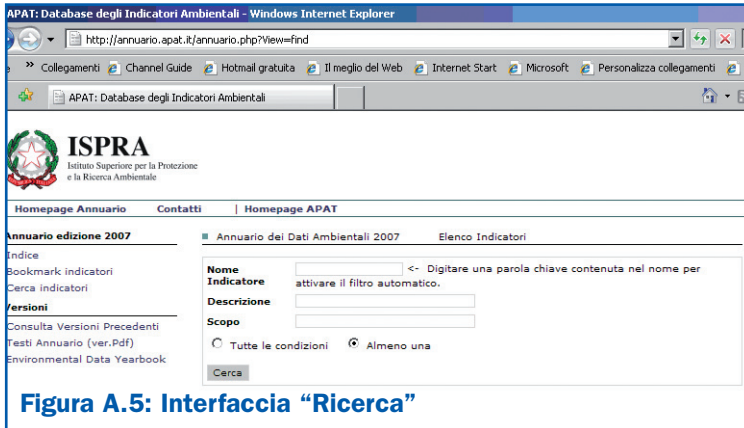 APAT: Database degli Indicatori Ambientali - Windows Internet Explorer
http://annuario.apat.it/annuario.php?View=find
» Collegamenti Channel Guide Hotmail gratuita Il meglio del Web Internet Start Microsoft Personalizza collegamenti
APAT: Database degli Indicatori Ambientali
ISPRA
Istituto Superiore per la Protezione
e la Ricerca Ambientale
Homepage Annuario Contatti | Homepage APAT
Annuario edizione 2007
Indice
Bookmark indicatori
Cerca indicatori
Versioni
Consulta Versioni Precedenti
Testi Annuario (ver.Pdf)
Environmental Data Yearbook
Annuario dei Dati Ambientali 2007 Elenco Indicatori
Nome Indicatore <- Digitare una parola chiave contenuta nel nome per
attivare il filtro automatico.
Descrizione
Scopo
Tutte le condizioni Almeno una
Cerca
Figura A.5: Interfaccia “Ricerca”